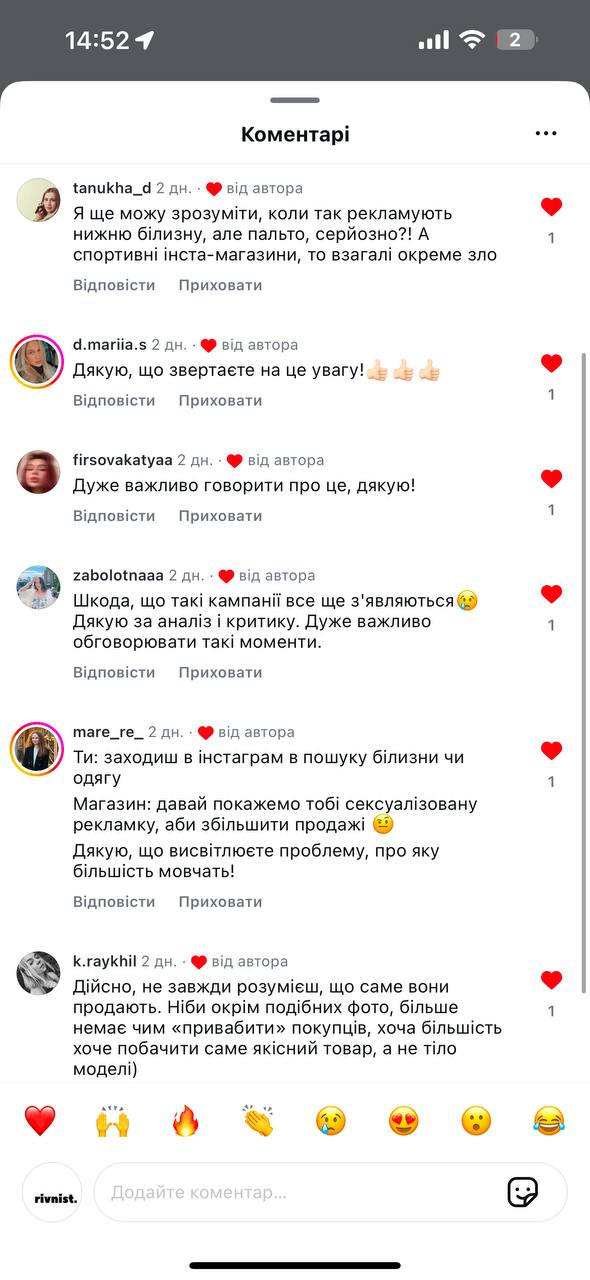 14:52
2
Коментарі
tanukha_d 2 дн. · ❤️ від автора
Я ще можу зрозуміти, коли так рекламують
нижню білизну, але пальто, серйозно?! А
спортивні інста-магазини, то взагалі окреме зло
1
Відповісти Приховати
d.mariia.s 2 дн. · ❤️ від автора
Дякую, що звертаєте на це увагу!👍🏻👍🏻👍🏻
1
Відповісти Приховати
firsovakatyaa 2 дн. · ❤️ від автора
Дуже важливо говорити про це, дякую!
1
Відповісти Приховати
zabolotnaaa 2 дн. · ❤️ від автора
Шкода, що такі кампанії все ще з'являються😢
Дякую за аналіз і критику. Дуже важливо
обговорювати такі моменти.
1
Відповісти Приховати
mare_re_ 2 дн. · ❤️ від автора
Ти: заходиш в інстаграм в пошуку білизни чи
одягу
Магазин: давай покажемо тобі сексуалізовану
рекламку, аби збільшити продажі 🤨
Дякую, що висвітлюєте проблему, про яку
більшість мовчать!
1
Відповісти Приховати
k.raykhil 2 дн. · ❤️ від автора
Дійсно, не завжди розумієш, що саме вони
продають. Ніби окрім подібних фото, більше
немає чим «привабити» покупців, хоча більшість
хоче побачити саме якісний товар, а не тіло
моделі)
1
rivnist.
Додайте коментар...